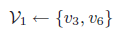 𝒱₁ ← {v₃, v₆}